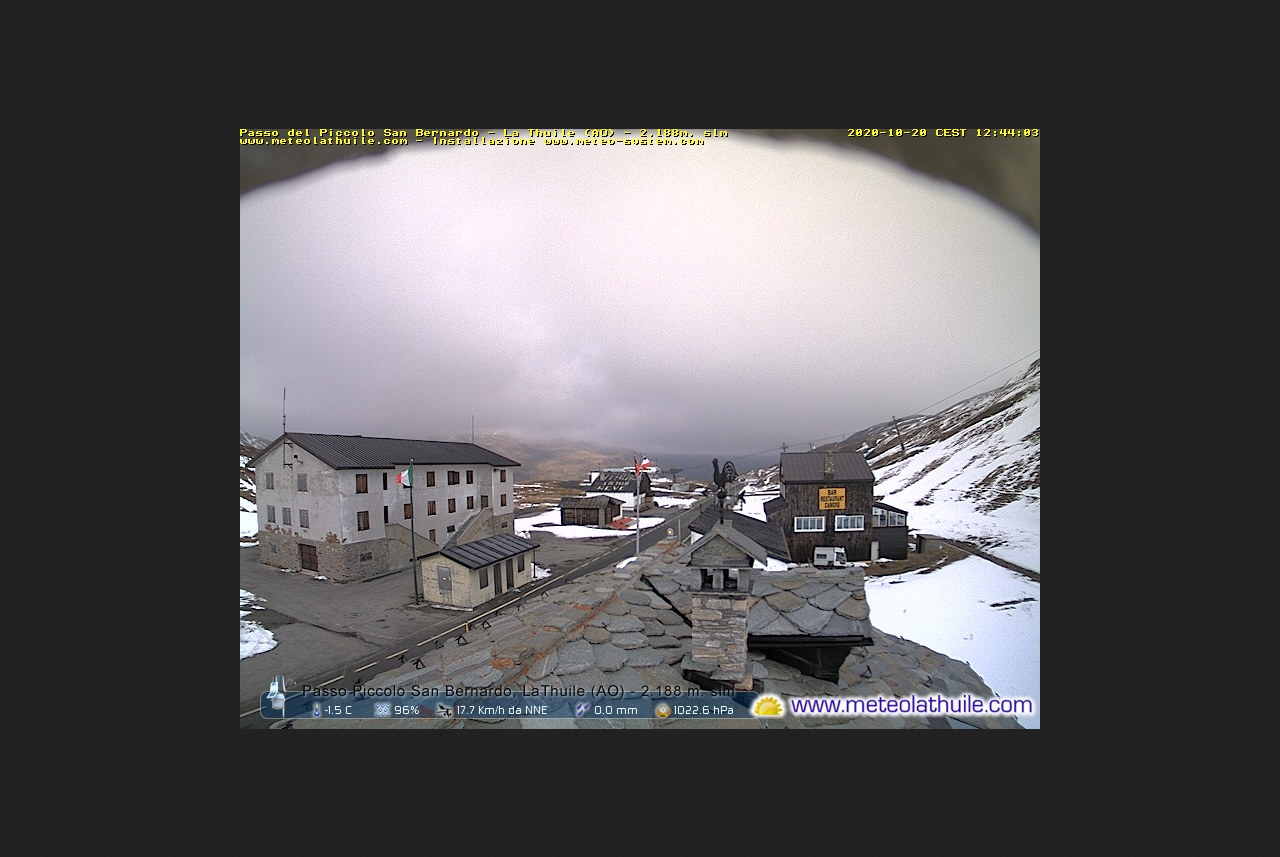 Passo del Piccolo San Bernardo - La Thuile (AO) - 2.188m. slm
2020-10-20 CEST 12:44:03
www.meteolathuile.com - Installazione www.meteo-system.com
BAR
RESTAURANT
CAMERE
Passo Piccolo San Bernardo, LaThuile (AO) - 2.188 m. slm
-1.5 C
96%
17.7 Km/h da NNE
0.0 mm
1022.6 hPa
www.meteolathuile.com